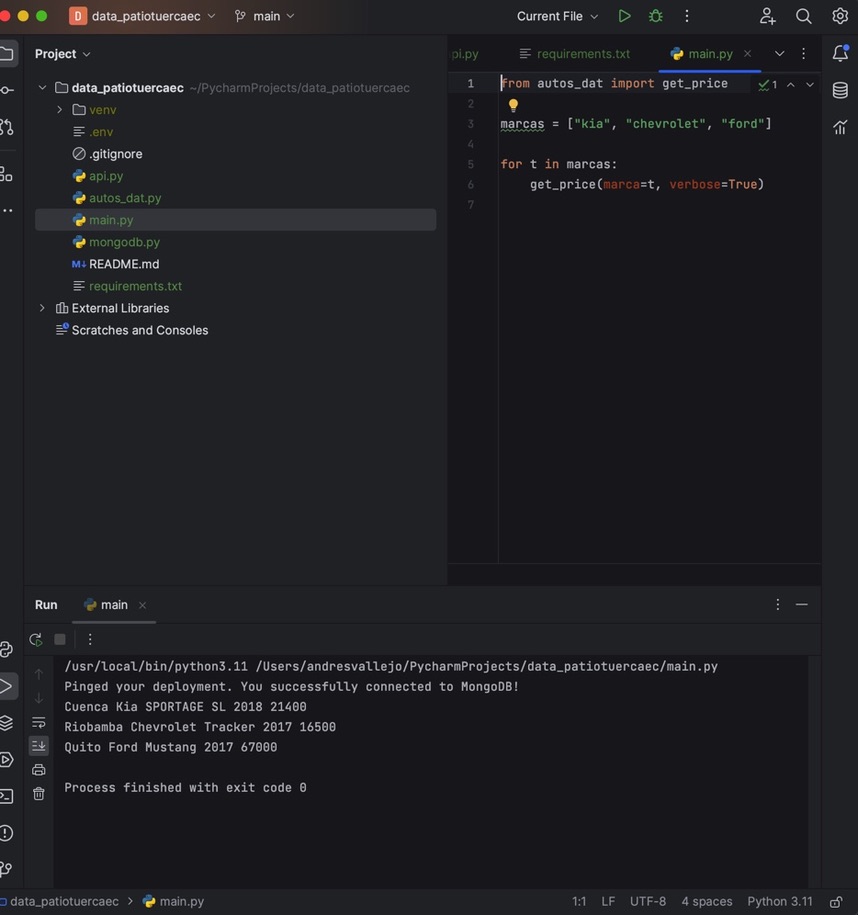 D data_patiotuercaec main Current File
Project
data_patiotuercaec ~/PycharmProjects/data_patiotuercaec
venv
.env
.gitignore
api.py
autos_dat.py
main.py
mongodb.py
M↓ README.md
requirements.txt
External Libraries
Scratches and Consoles
pi.py requirements.txt main.py
1 from autos_dat import get_price 1
2
3 marcas = ["kia", "chevrolet", "ford"]
4
5 for t in marcas:
6 get_price(marca=t, verbose=True)
7
Run main
/usr/local/bin/python3.11 /Users/andresvallejo/PycharmProjects/data_patiotuercaec/main.py
Pinged your deployment. You successfully connected to MongoDB!
Cuenca Kia SPORTAGE SL 2018 21400
Riobamba Chevrolet Tracker 2017 16500
Quito Ford Mustang 2017 67000
Process finished with exit code 0
data_patiotuercaec > main.py 1:1 LF UTF-8 4 spaces Python 3.11